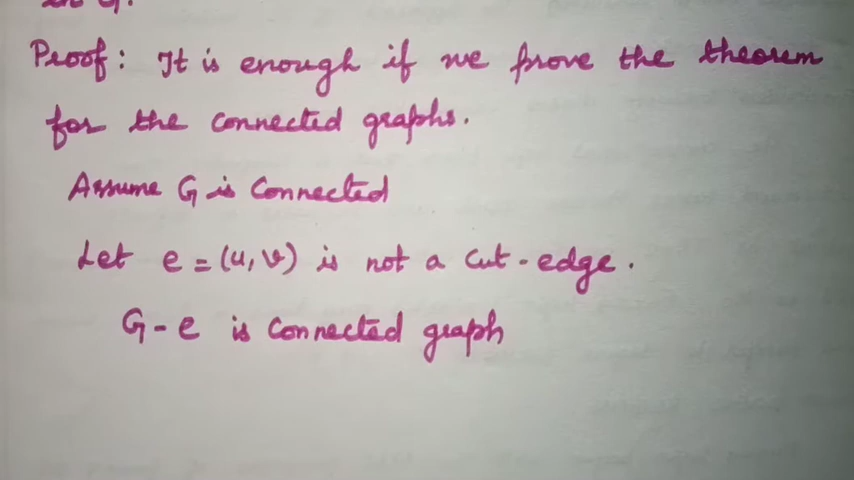 in G.
Proof: It is enough if we prove the theorem
for the connected graphs.
Assume G is connected
Let e = (u, v) is not a cut-edge.
G - e is connected graph